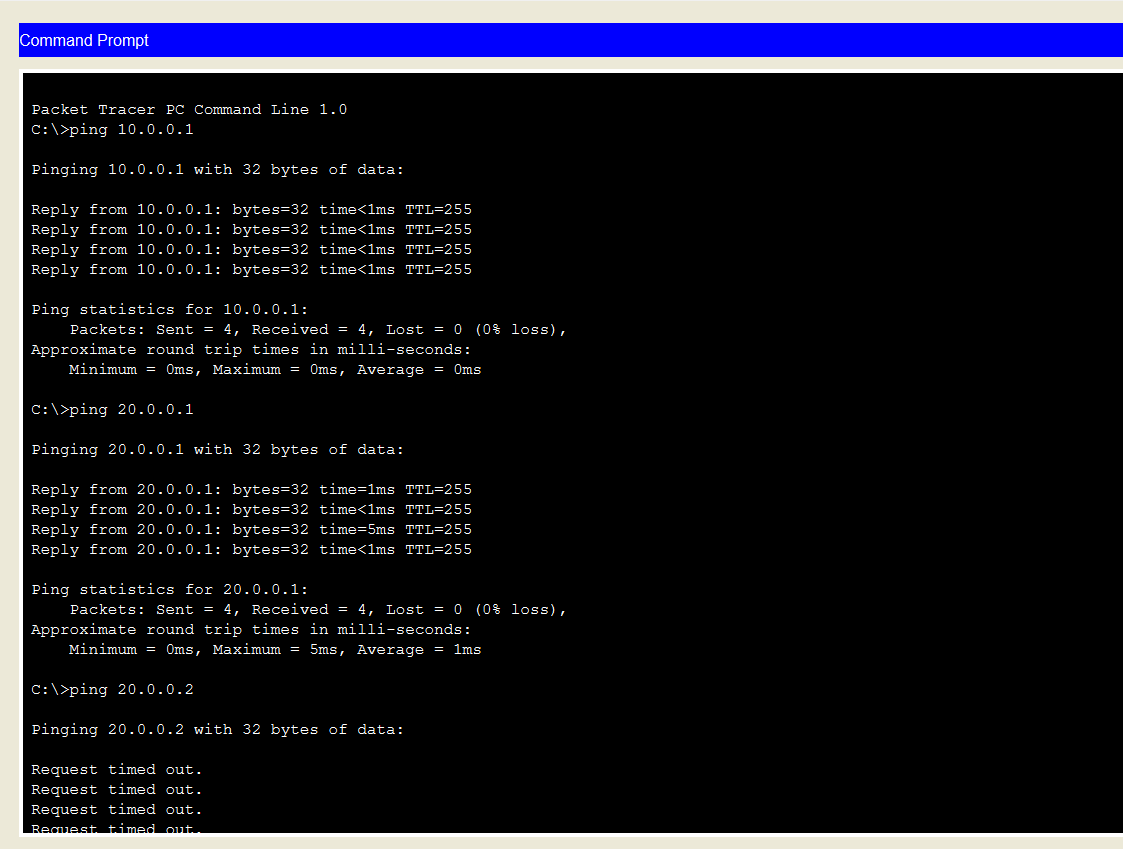 Command Prompt
Packet Tracer PC Command Line 1.0
C:\>ping 10.0.0.1
Pinging 10.0.0.1 with 32 bytes of data:
Reply from 10.0.0.1: bytes=32 time<1ms TTL=255
Reply from 10.0.0.1: bytes=32 time<1ms TTL=255
Reply from 10.0.0.1: bytes=32 time<1ms TTL=255
Reply from 10.0.0.1: bytes=32 time<1ms TTL=255
Ping statistics for 10.0.0.1:
    Packets: Sent = 4, Received = 4, Lost = 0 (0% loss),
Approximate round trip times in milli-seconds:
    Minimum = 0ms, Maximum = 0ms, Average = 0ms
C:\>ping 20.0.0.1
Pinging 20.0.0.1 with 32 bytes of data:
Reply from 20.0.0.1: bytes=32 time=1ms TTL=255
Reply from 20.0.0.1: bytes=32 time<1ms TTL=255
Reply from 20.0.0.1: bytes=32 time=5ms TTL=255
Reply from 20.0.0.1: bytes=32 time<1ms TTL=255
Ping statistics for 20.0.0.1:
    Packets: Sent = 4, Received = 4, Lost = 0 (0% loss),
Approximate round trip times in milli-seconds:
    Minimum = 0ms, Maximum = 5ms, Average = 1ms
C:\>ping 20.0.0.2
Pinging 20.0.0.2 with 32 bytes of data:
Request timed out.
Request timed out.
Request timed out.
Request timed out.